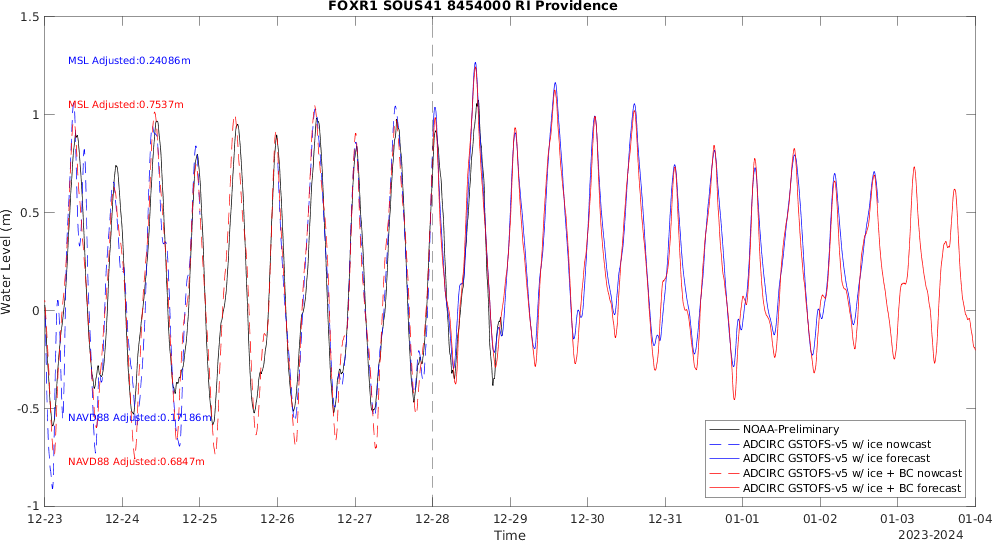 FOXR1 SOUS41 8454000 RI Providence
1.5
MSL Adjusted:0.24086m
MSL Adjusted:0.7537m
1
0.5
Water Level (m)
0
NAVD88 Adjusted:0.17186m
-0.5
NAVD88 Adjusted:0.6847m
NOAA-Preliminary
ADCIRC GSTOFS-v5 w/ ice nowcast
ADCIRC GSTOFS-v5 w/ ice forecast
ADCIRC GSTOFS-v5 w/ ice + BC nowcast
ADCIRC GSTOFS-v5 w/ ice + BC forecast
-1
12-23 12-24 12-25 12-26 12-27 12-28 12-29 12-30 12-31 01-01 01-02 01-03 01-04
Time
2023-2024